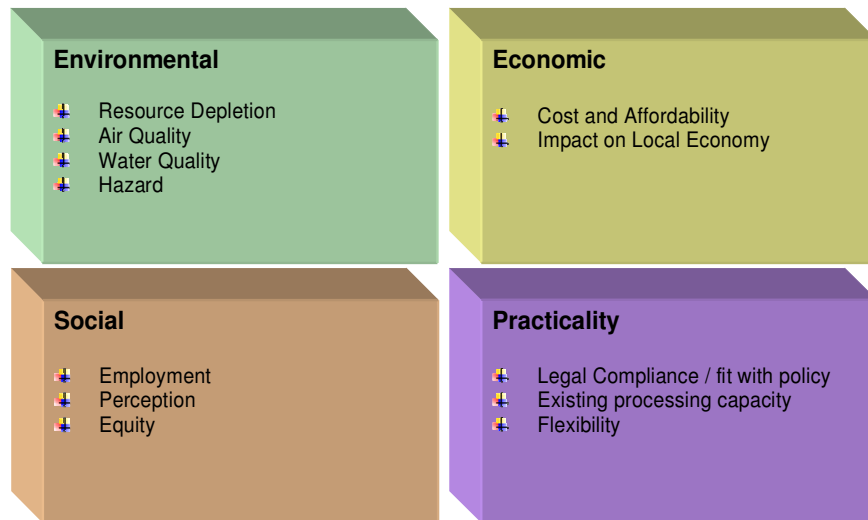 Environmental
Resource Depletion
Air Quality
Water Quality
Hazard
Economic
Cost and Affordability
Impact on Local Economy
Social
Employment
Perception
Equity
Practicality
Legal Compliance / fit with policy
Existing processing capacity
Flexibility